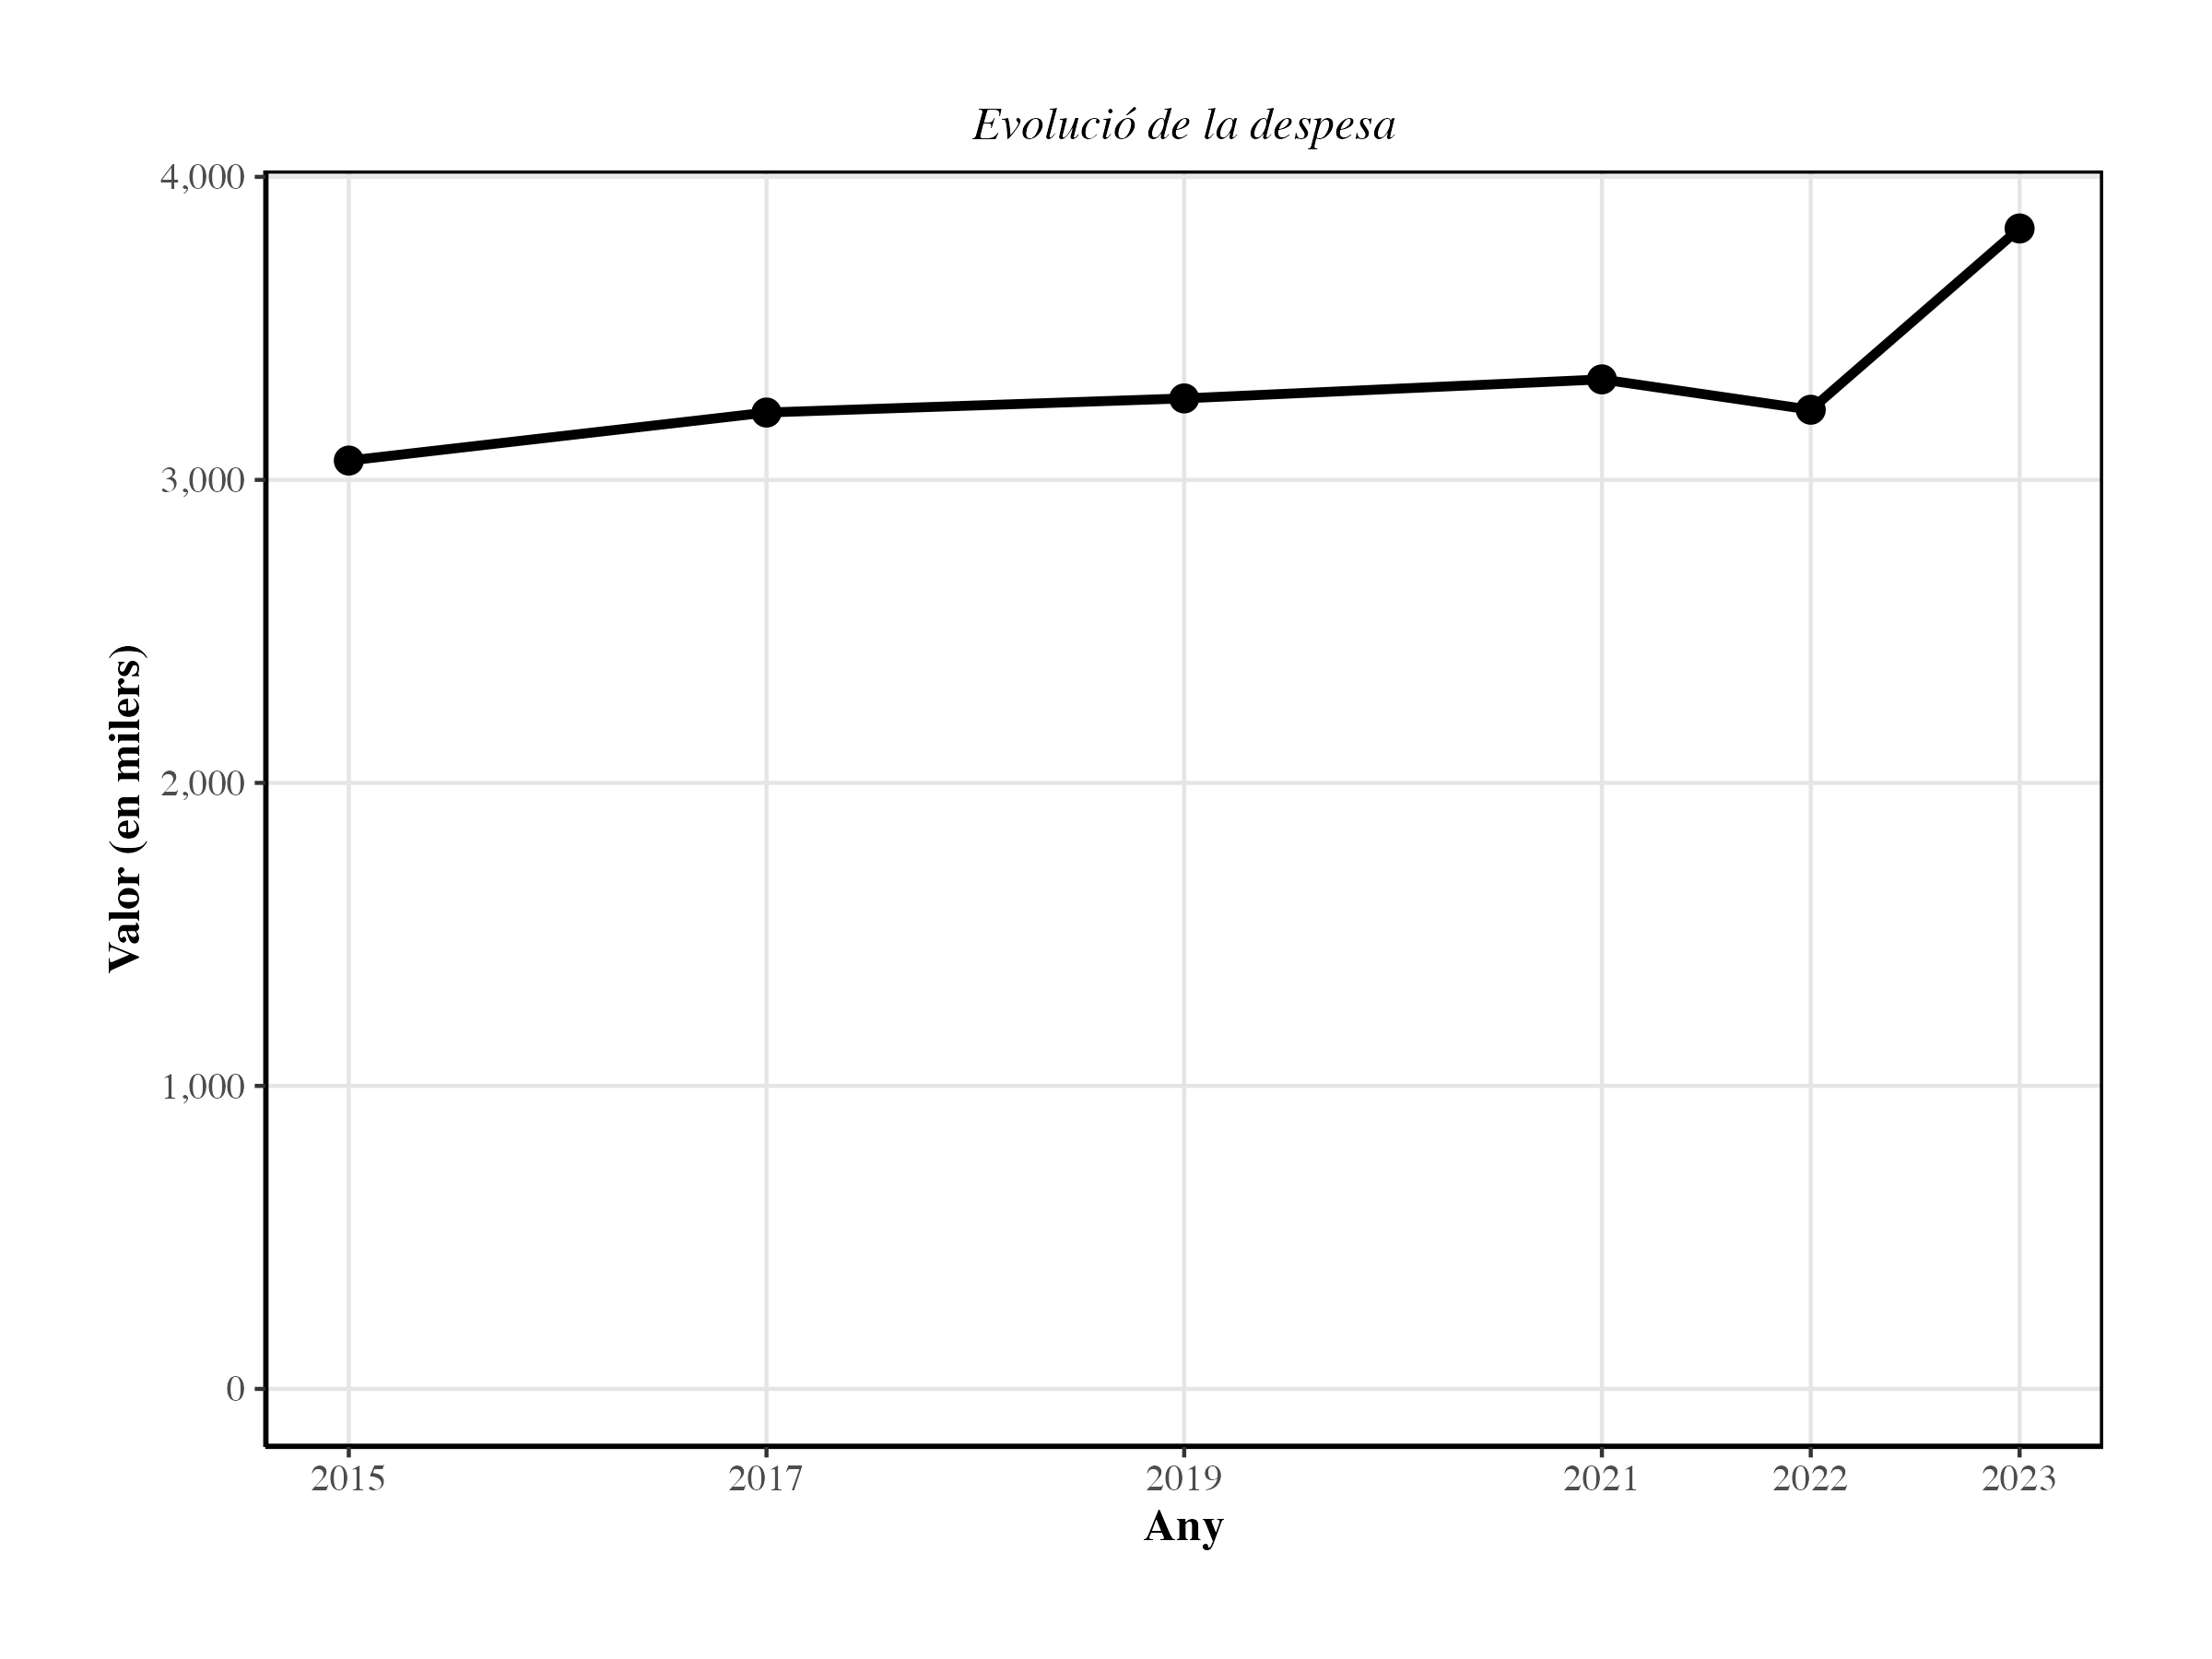 Evolució de la despesa
4,000
3,000
2,000
1,000
0
Valor (en milers)
2015 2017 2019 2021 2022 2023
Any